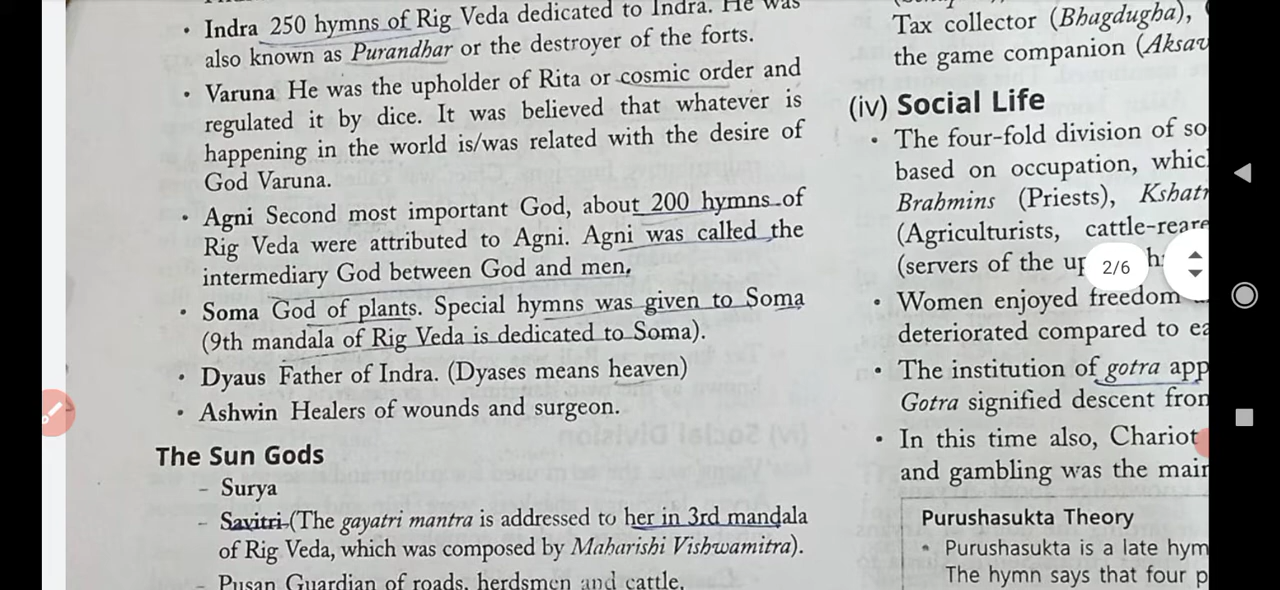 Indra 250 hymns of Rig Veda dedicated to Indra. He was
also known as Purandhar or the destroyer of the forts.
Varuna He was the upholder of Rita or cosmic order and
regulated it by dice. It was believed that whatever is
happening in the world is/was related with the desire of
God Varuna.
Agni Second most important God, about 200 hymns of
Rig Veda were attributed to Agni. Agni was called the
intermediary God between God and men.
Soma God of plants. Special hymns was given to Soma
(9th mandala of Rig Veda is dedicated to Soma).
Dyaus Father of Indra. (Dyases means heaven)
Ashwin Healers of wounds and surgeon.
The Sun Gods
- Surya
- Savitri (The gayatri mantra is addressed to her in 3rd mandala
of Rig Veda, which was composed by Maharishi Vishwamitra).
- Pusan Guardian of roads, herdsmen and cattle.
Tax collector (Bhagdugha),
the game companion
(iv) Social Life
The four-fold division of
based on occupation,
Brahmins (Priests),
(Agriculturists,
(servers of the
2/6
Women enjoyed freedom
deteriorated compared to
The institution of gotra
Gotra signified descent
In this time also, Chariot
and gambling was the
Purushasukta Theory
Purushasukta is a late
The hymn says that four